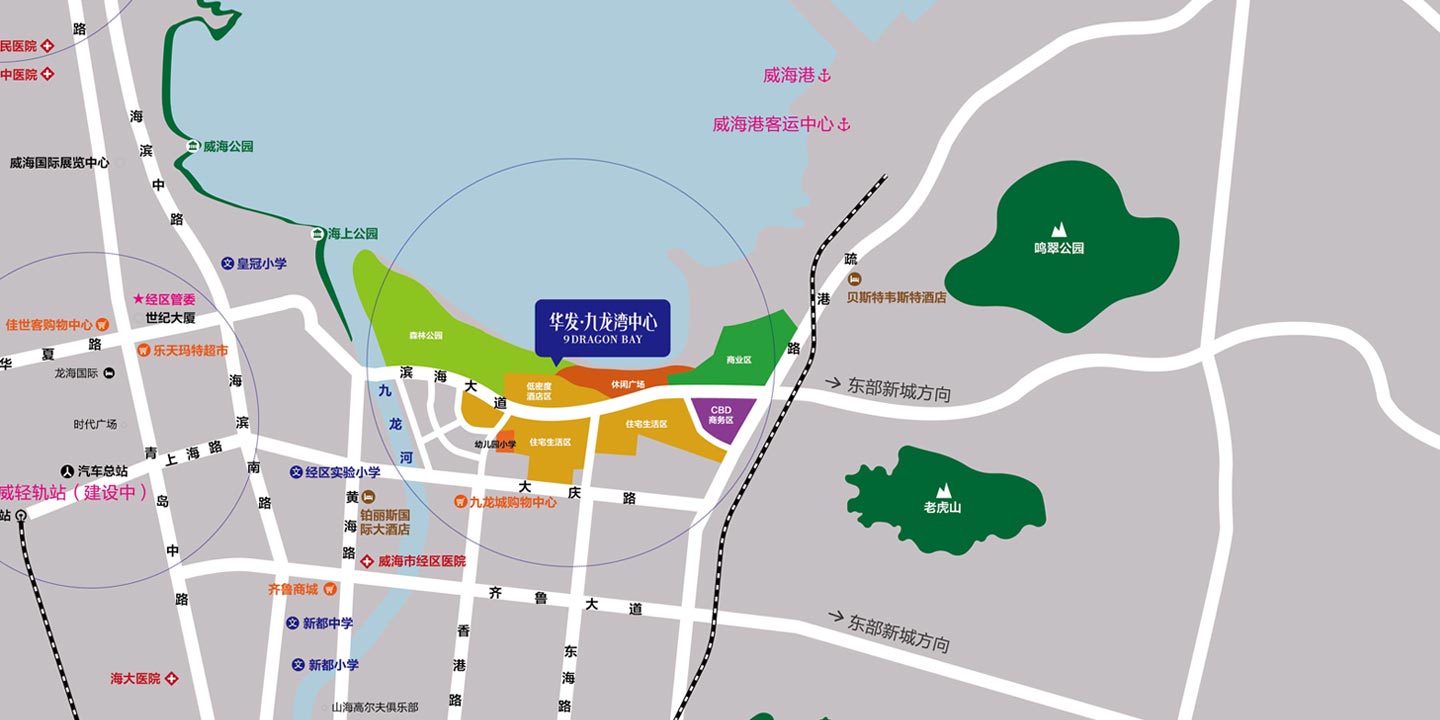 路
民医院
中医院
威海港
威海港客运中心
海
滨
中
路
威海公园
威海国际展览中心
海上公园
鸣翠公园
皇冠小学
疏
港
路
贝斯特韦斯特酒店
★经区管委
世纪大厦
佳世客购物中心
华
夏
路
乐天玛特超市
龙海国际
华发·九龙湾中心
9 DRAGON BAY
森林公园
商业区
滨
海
大
道
低密度
酒店区
休闲广场
东部新城方向
海
滨
南
路
九
龙
河
CBD
商务区
时代广场
幼儿园小学
住宅生活区
住宅生活区
青
岛
中
路
上
海
路
汽车总站
经区实验小学
威轻轨站（建设中）
站
黄
海
路
铂丽斯国
际大酒店
大
庆
路
九龙城购物中心
老虎山
威海市经区医院
齐鲁商城
齐
鲁
大
道
新都中学
香
港
路
东部新城方向
新都小学
东
海
路
海大医院
山海高尔夫俱乐部